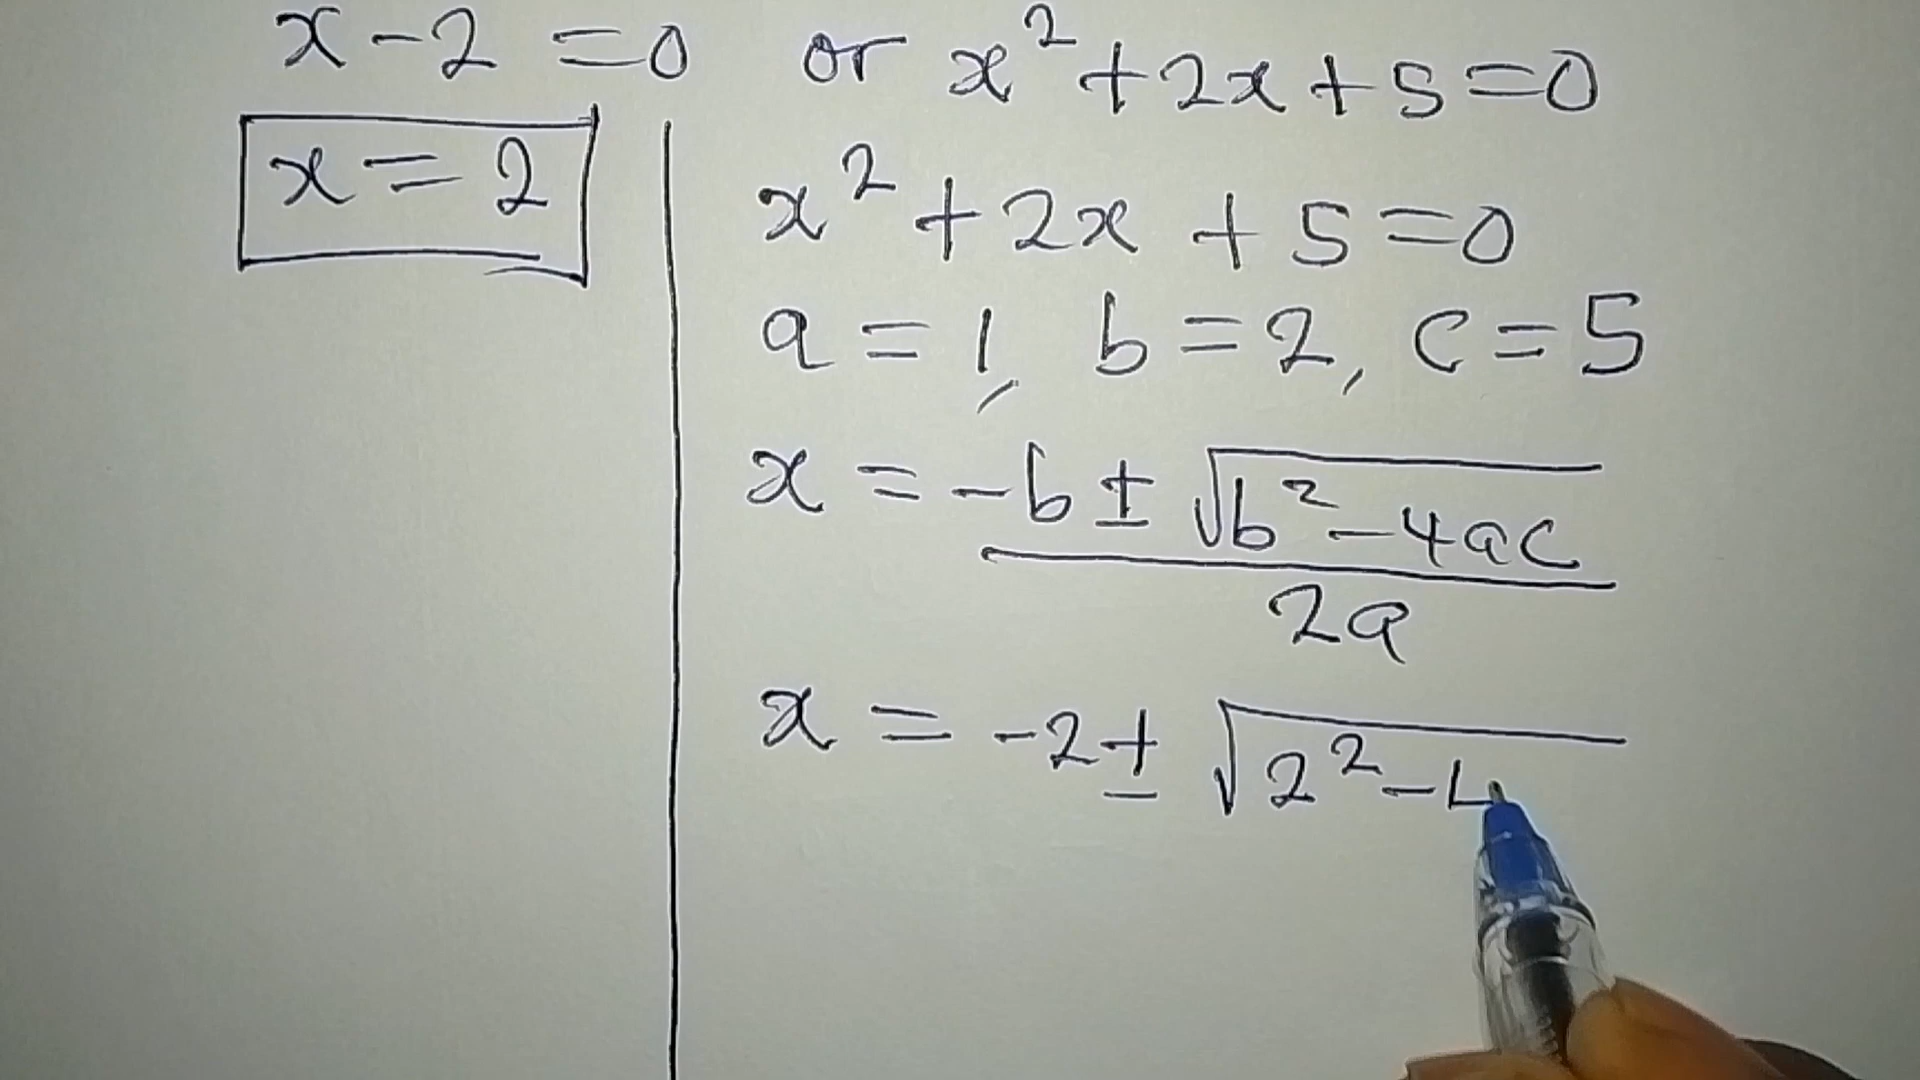 x - 2 = 0 or x² + 2x + 5 = 0
x = 2
x² + 2x + 5 = 0
a = 1, b = 2, c = 5
x = -b ± √(b² - 4ac)
2a
x = -2 ± √(2² - 4